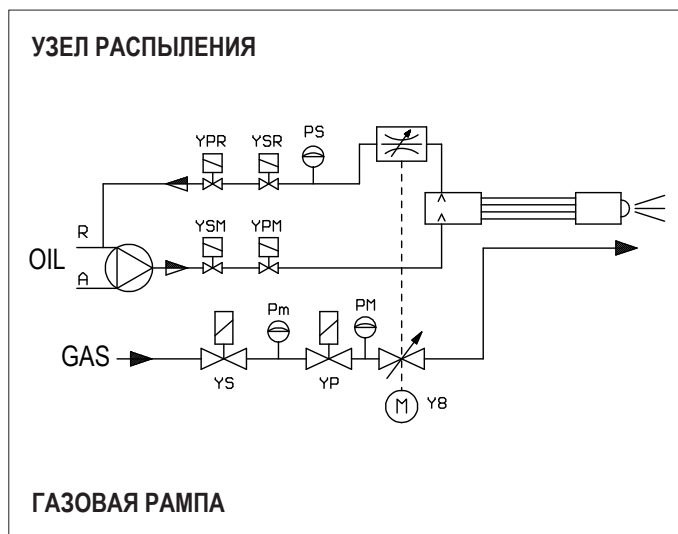 УЗЕЛ РАСПЫЛЕНИЯ
YPR YSR PS
R
YSM YPM
OIL
A
Pm PM
GAS
YS YP
M Y8
ГАЗОВАЯ РАМПА